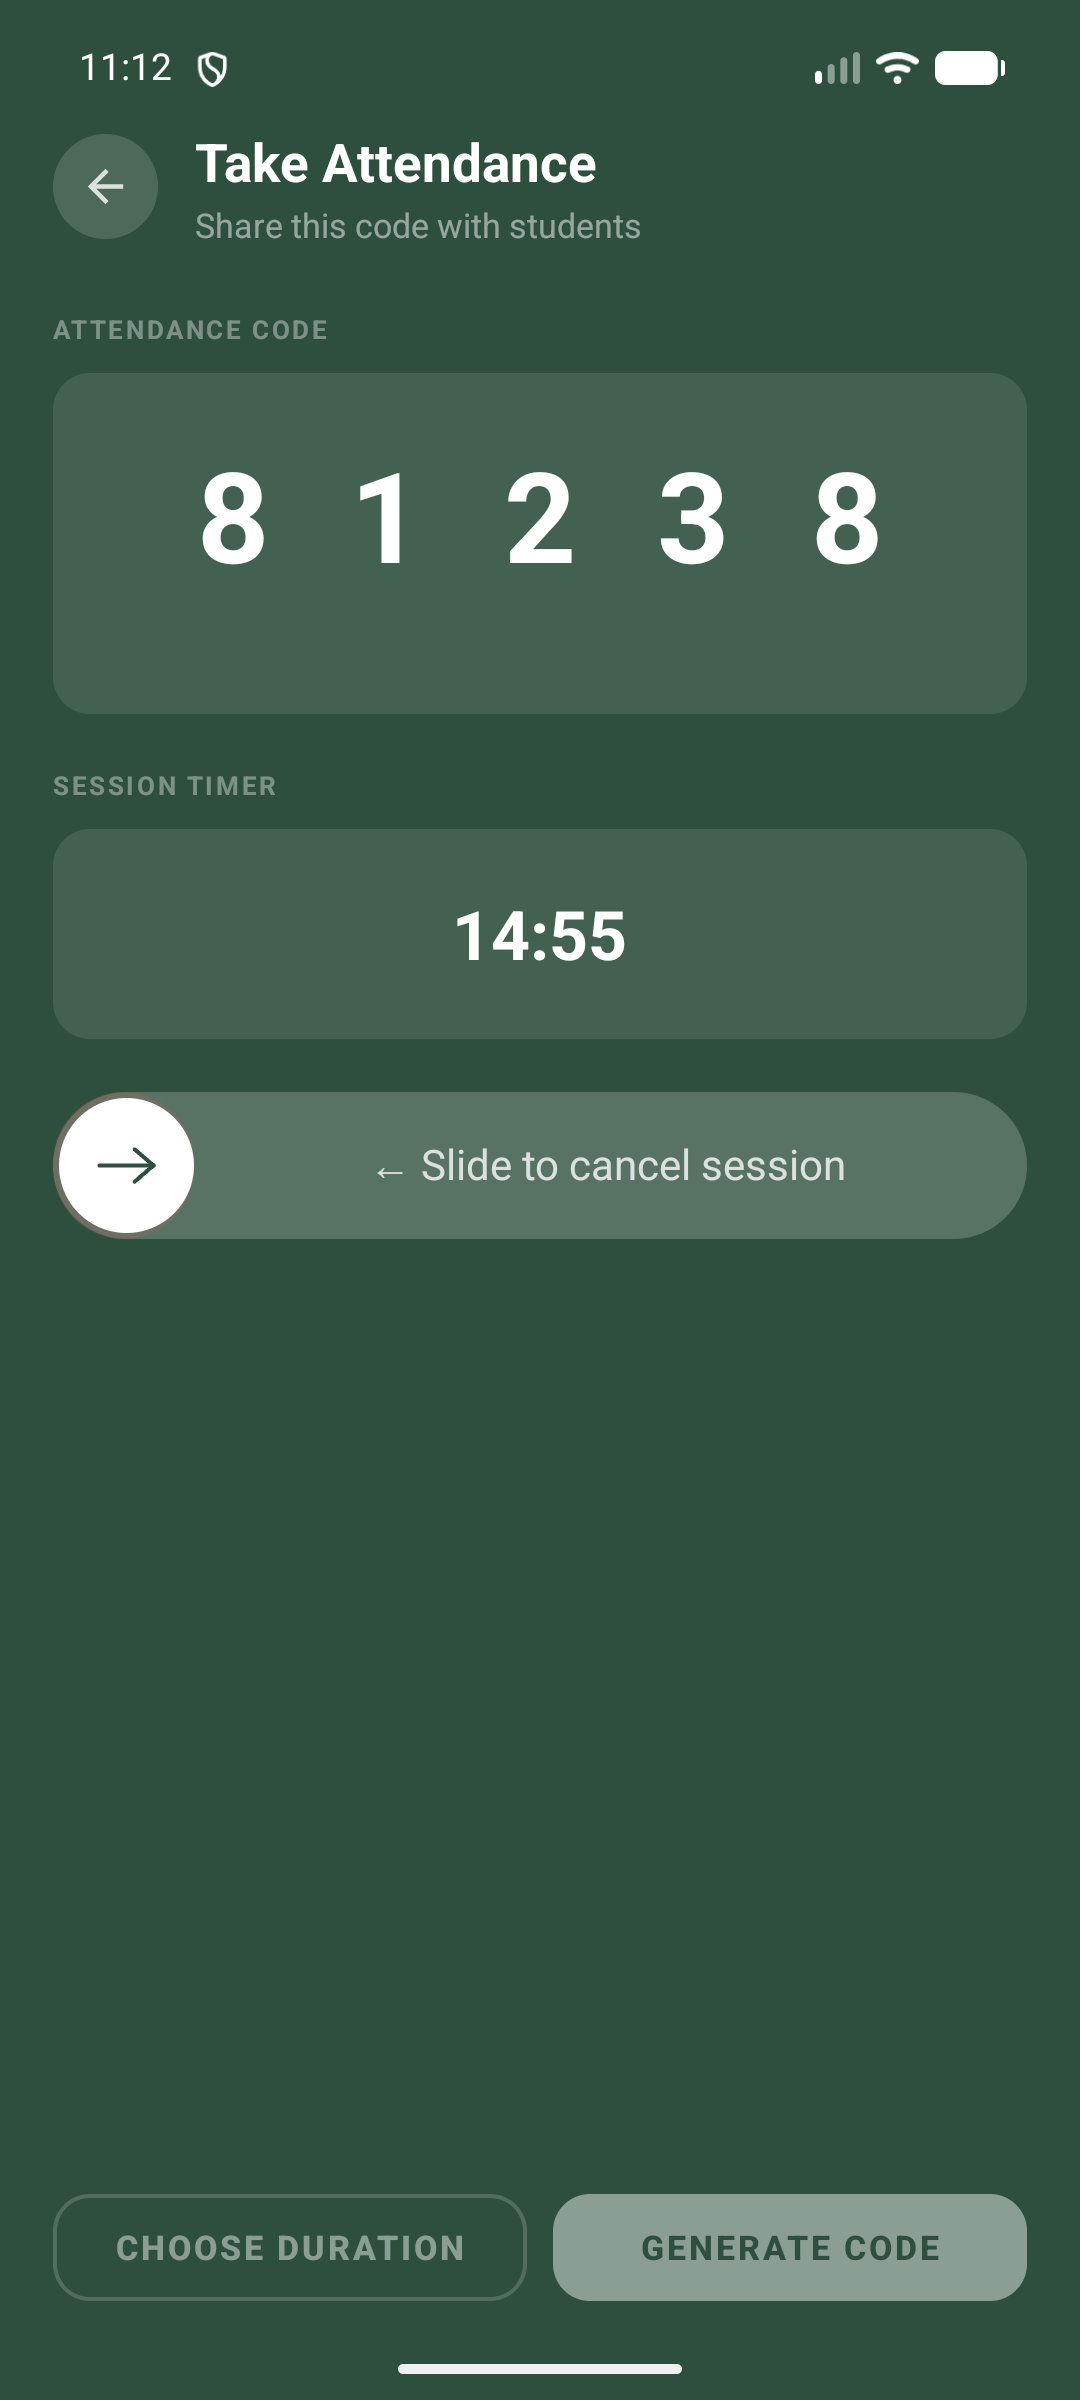 11:12
Take Attendance
Share this code with students
ATTENDANCE CODE
8 1 2 3 8
SESSION TIMER
14:55
← Slide to cancel session
CHOOSE DURATION
GENERATE CODE